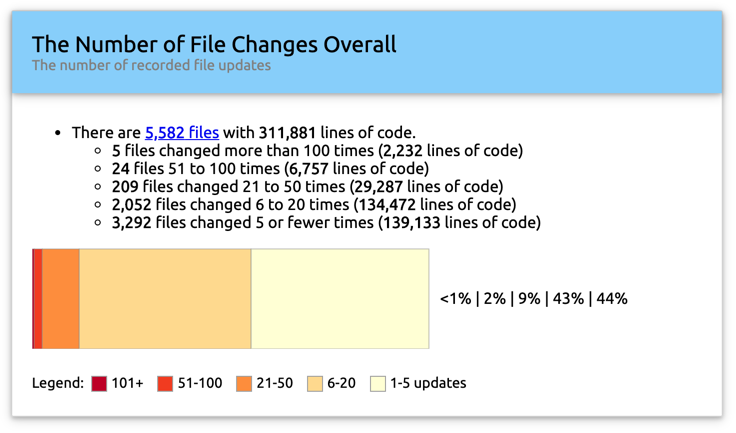 The Number of File Changes Overall
The number of recorded file updates
There are 5,582 files with 311,881 lines of code.
5 files changed more than 100 times (2,232 lines of code)
24 files 51 to 100 times (6,757 lines of code)
209 files changed 21 to 50 times (29,287 lines of code)
2,052 files changed 6 to 20 times (134,472 lines of code)
3,292 files changed 5 or fewer times (139,133 lines of code)
<1% | 2% | 9% | 43% | 44%
Legend: 101+ 51-100 21-50 6-20 1-5 updates